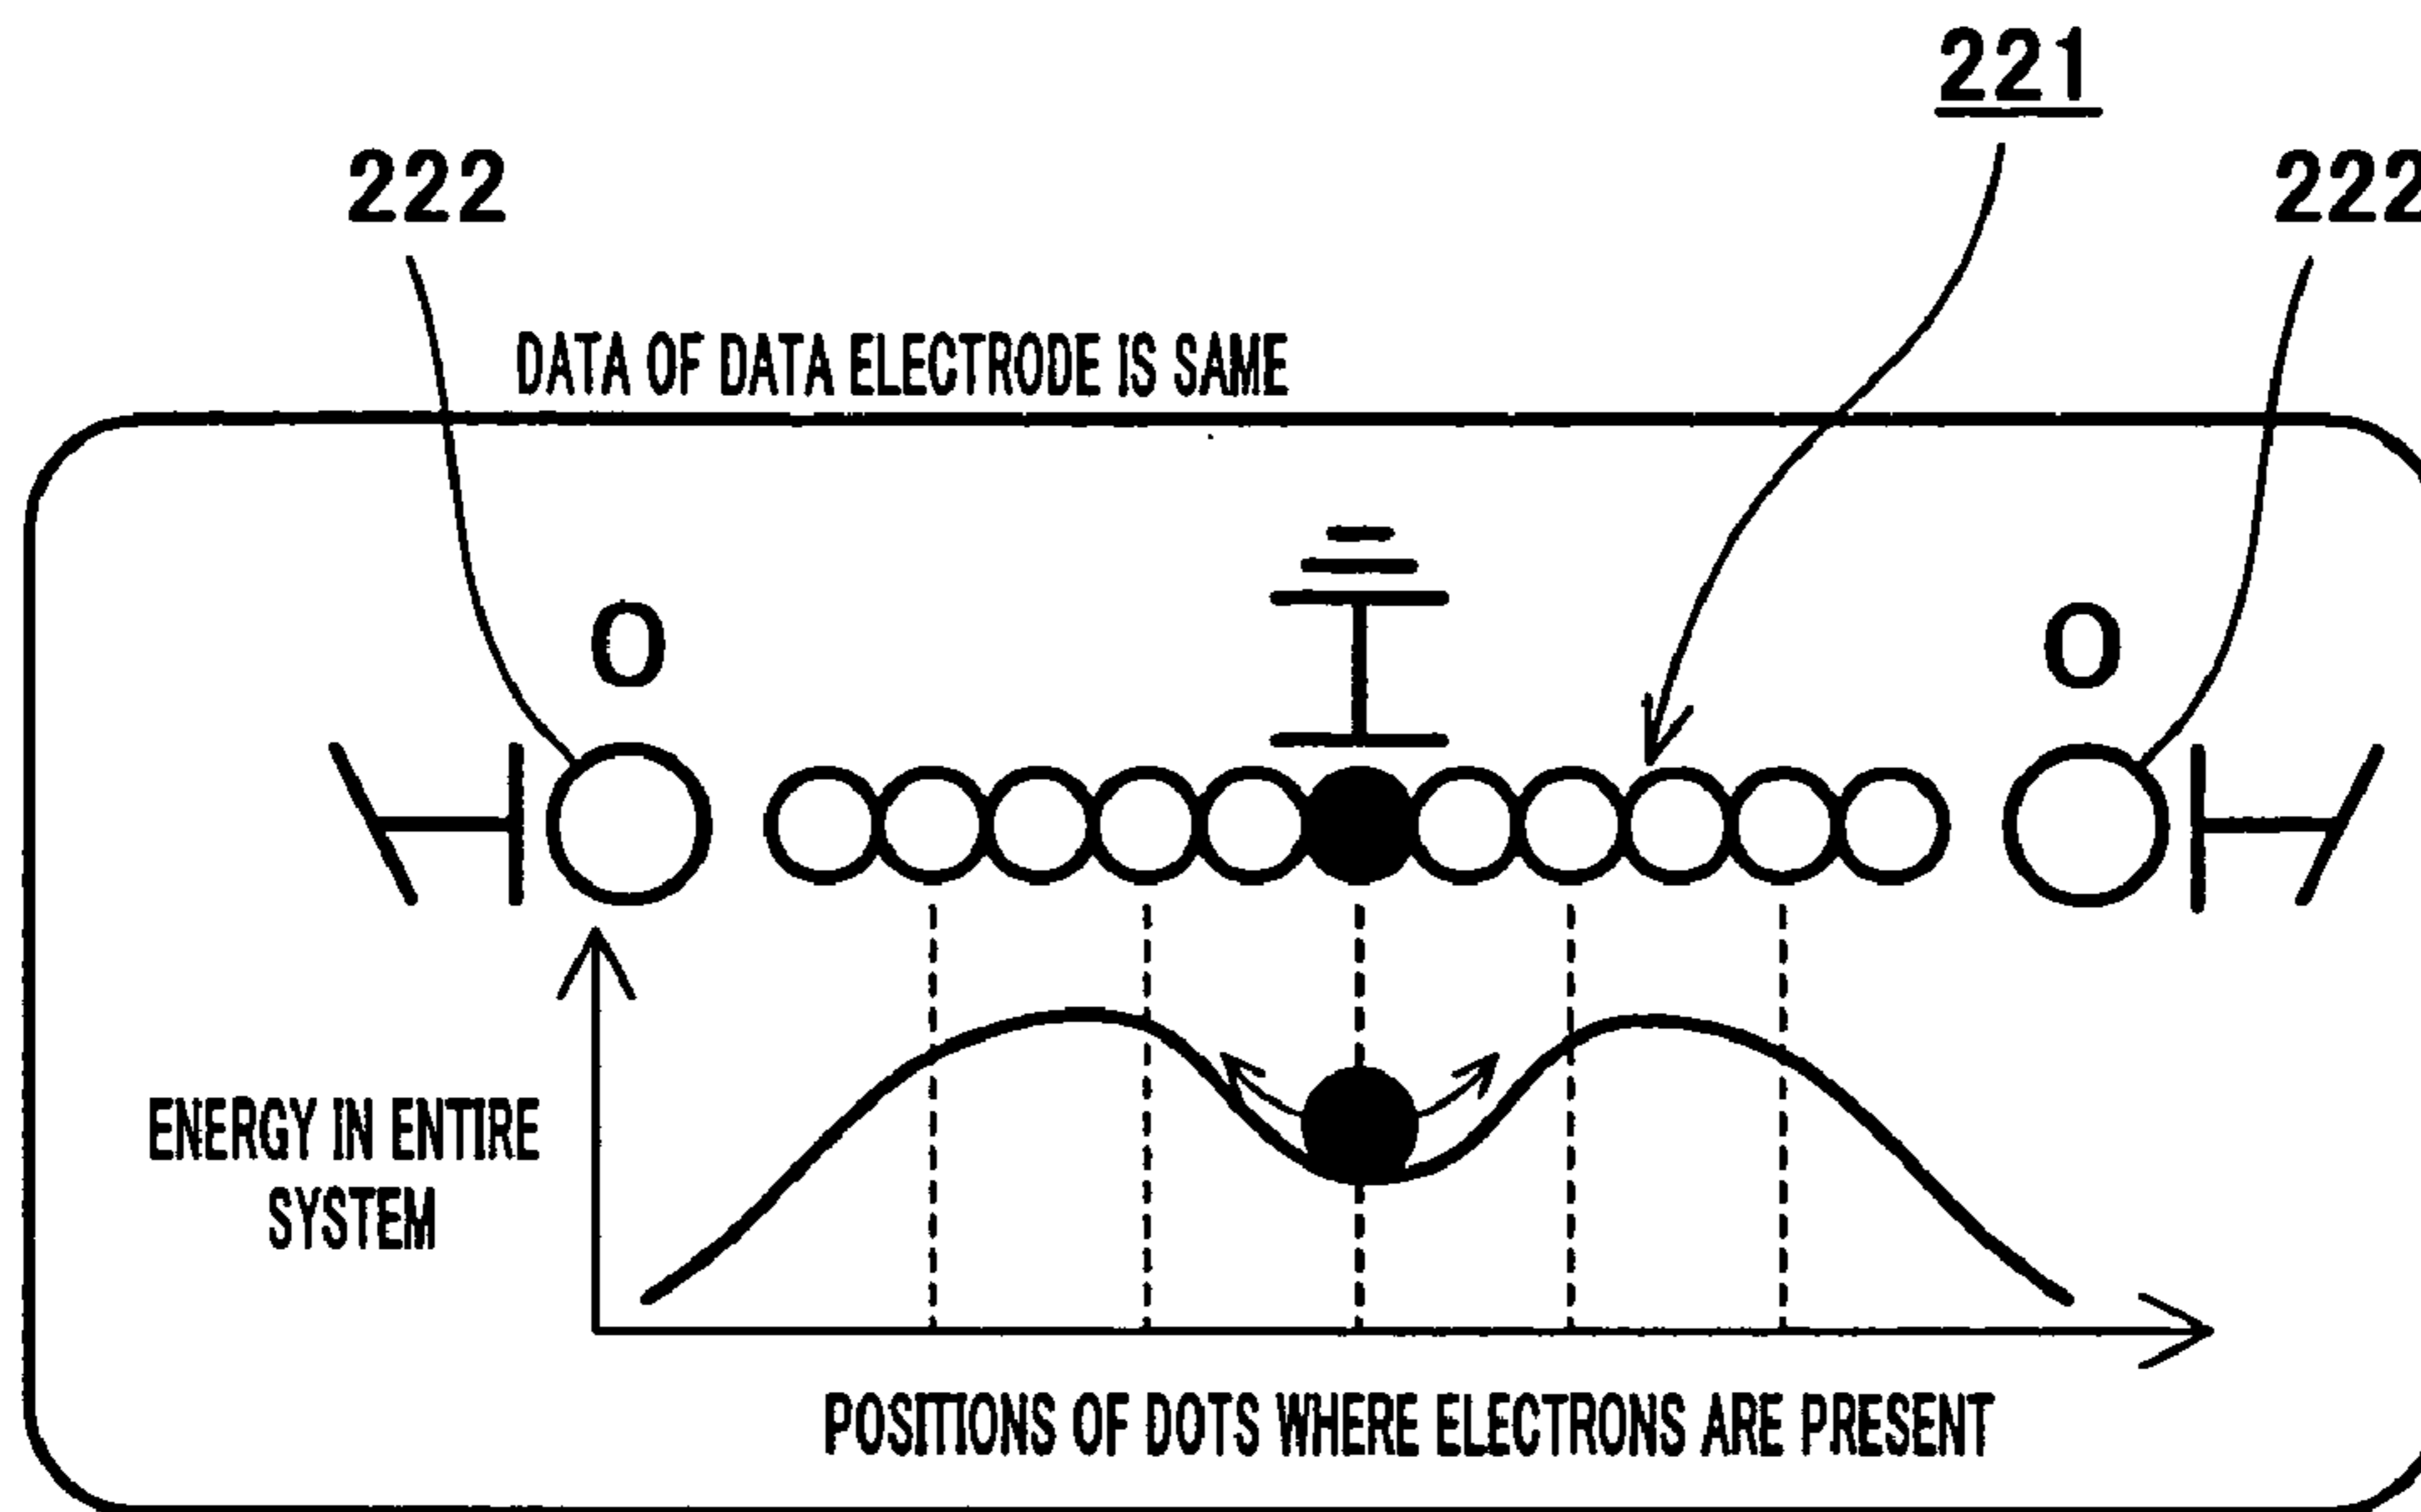 221
222
222
DATA OF DATA ELECTRODE IS SAME
0
0
ENERGY IN ENTIRE
SYSTEM
POSITIONS OF DOTS WHERE ELECTRONS ARE PRESENT